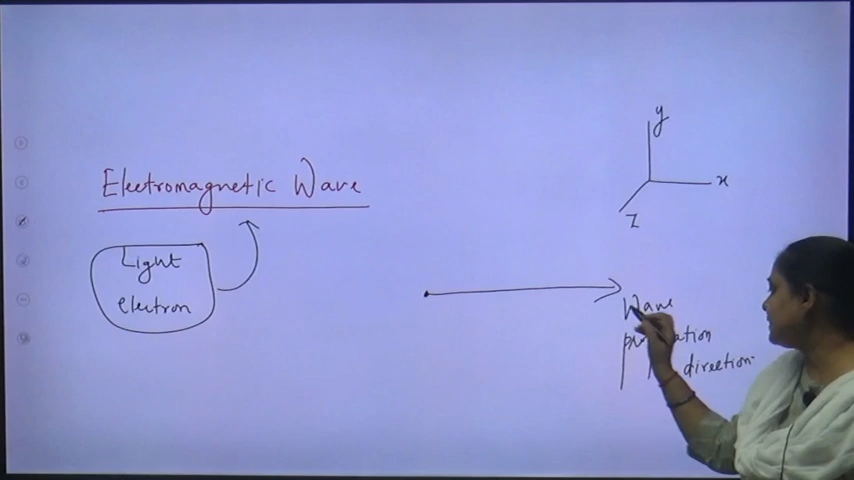 Electromagnetic Wave
Light
electron
y
x
z
Wave
direction